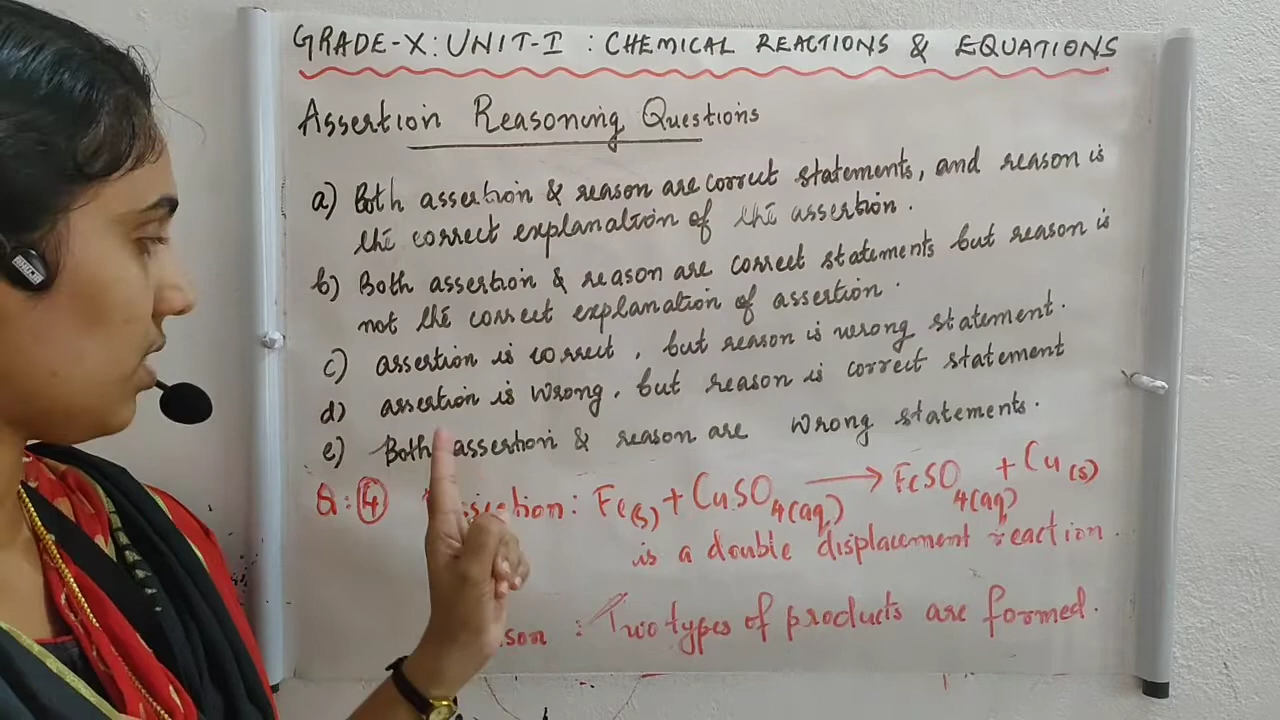 GRADE-X: UNIT-I : CHEMICAL REACTIONS & EQUATIONS
Assertion Reasoning Questions
a) Both assertion & reason are correct statements, and reason is
the correct explanation of the assertion.
b) Both assertion & reason are correct statements but reason is
not the correct explanation of assertion.
c) assertion is correct, but reason is wrong statement.
d) assertion is wrong, but reason is correct statement
e) Both assertion & reason are wrong statements.
Q:④ : Fe(s) + CuSO4(aq) → FeSO4(aq) + Cu(s)
is a double displacement reaction.
: Two types of products are formed.